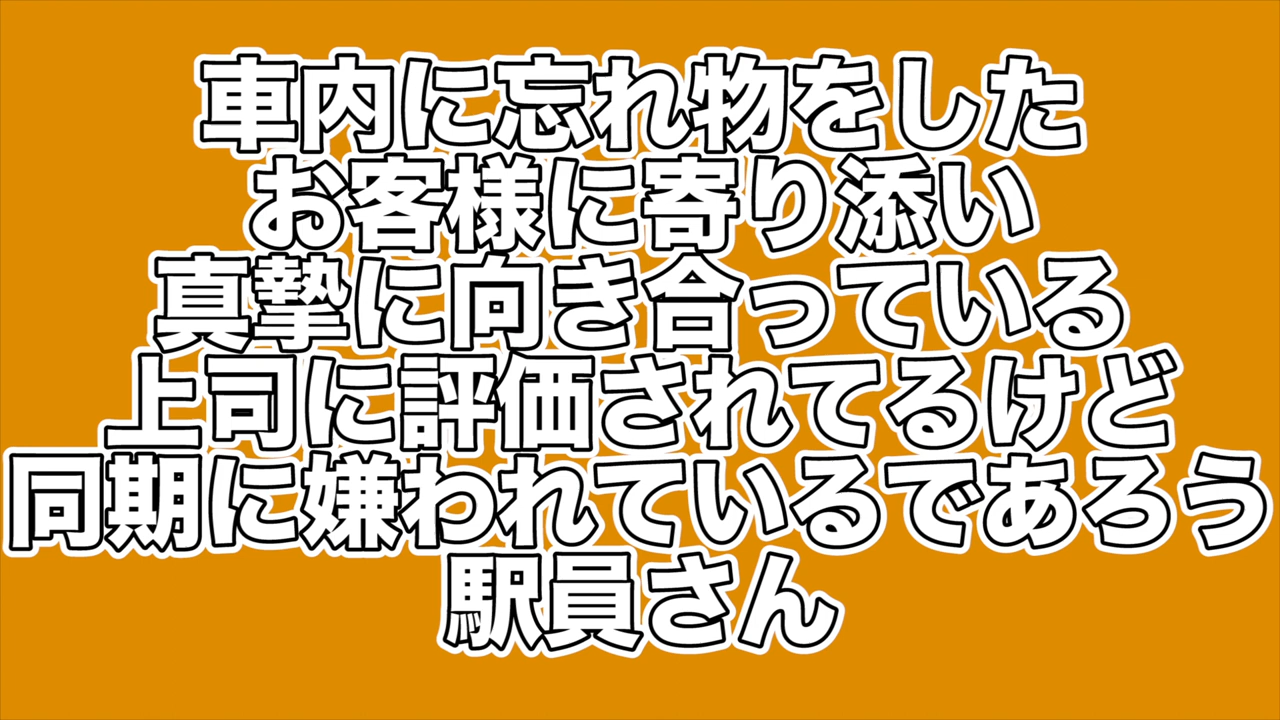 車内に忘れ物をした
お客様に寄り添い
真摯に向き合っている
上司に評価されてるけど
同期に嫌われているであろう
駅員さん